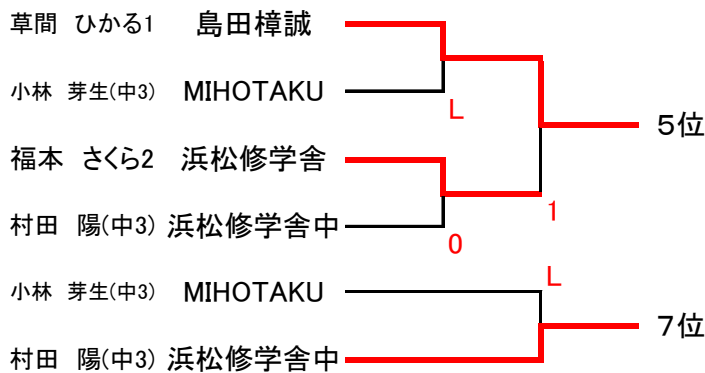 草間　ひかる1　島田樟誠
小林　芽生(中3)　MIHOTAKU
L
5位
福本　さくら2　浜松修学舎
1
村田　陽(中3)　浜松修学舎中
0
小林　芽生(中3)　MIHOTAKU
L
7位
村田　陽(中3)　浜松修学舎中